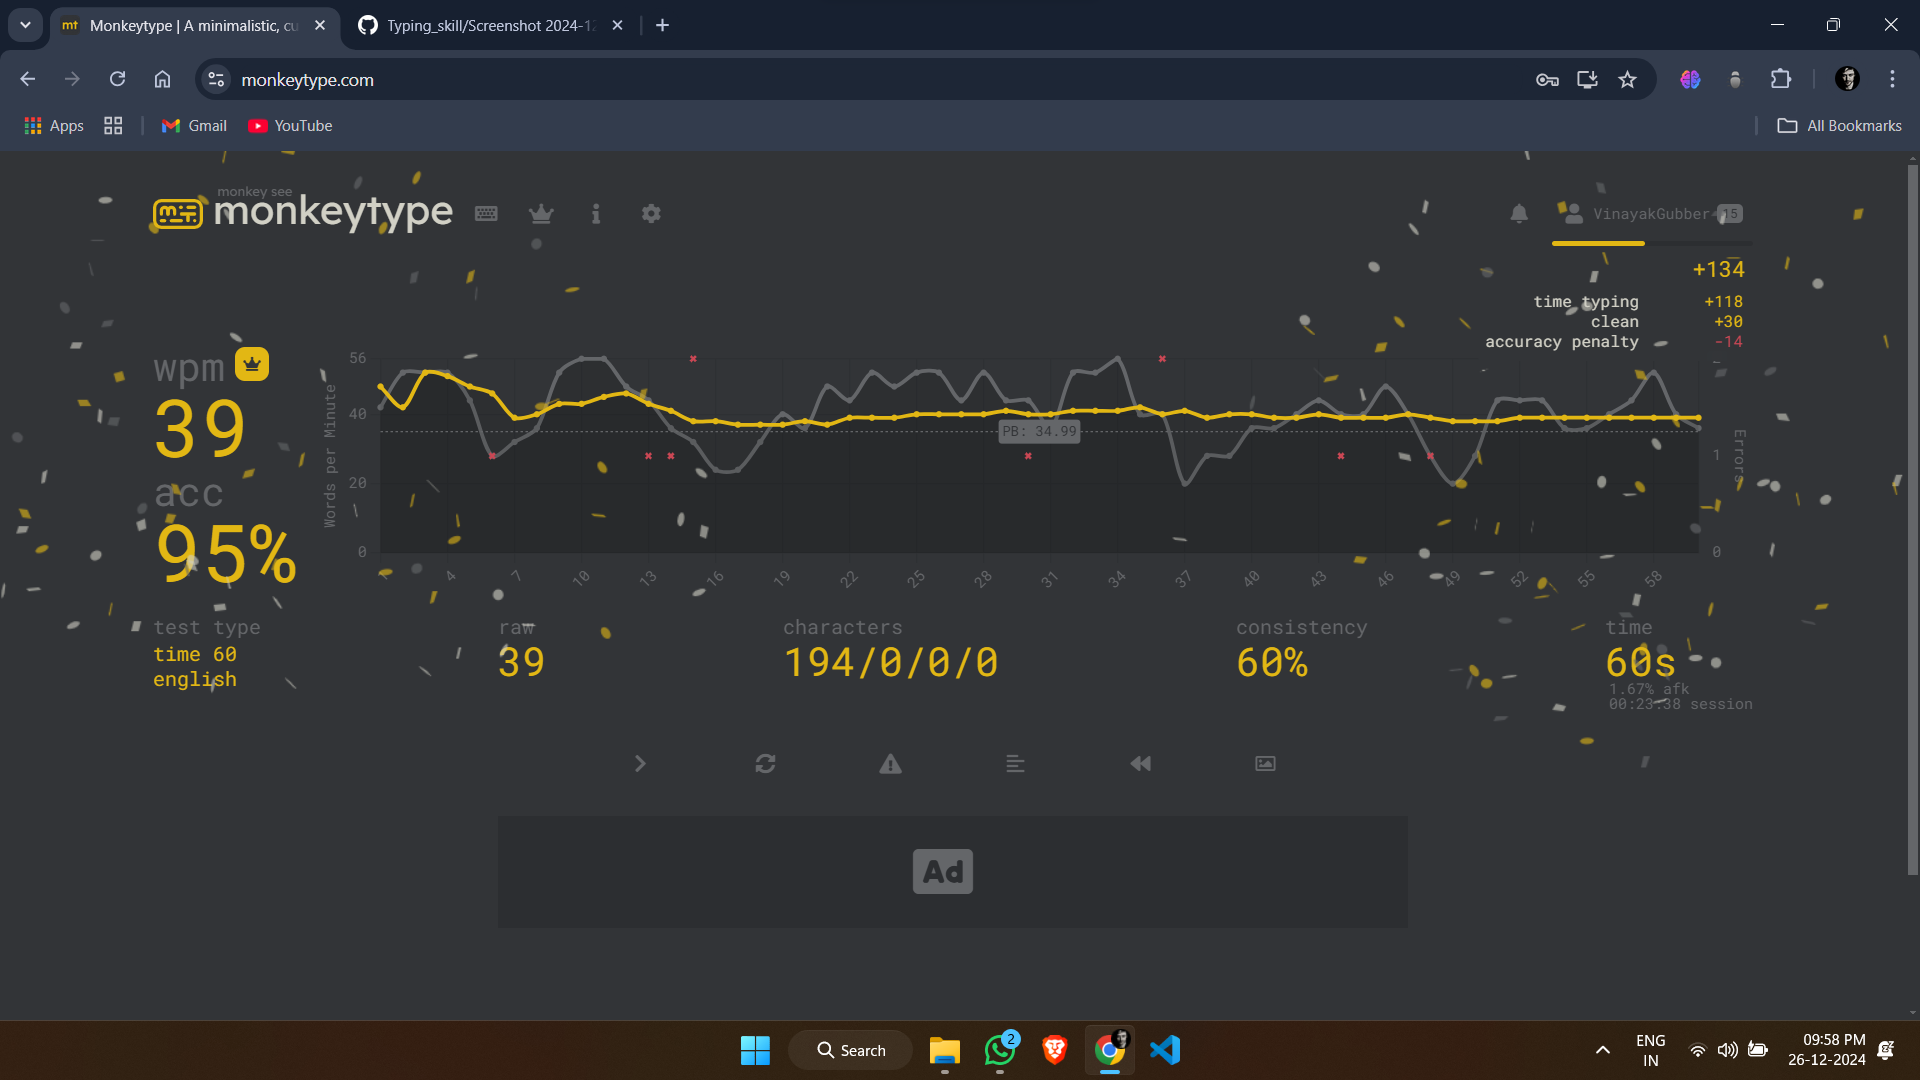 Monkeytype | A minimalistic, cu
Typing_skill/Screenshot 2024-12
monkeytype.com
Apps
Gmail
YouTube
All Bookmarks
monkey see
monkeytype
VinayakGubber
15
+134
time typing +118
clean +30
accuracy penalty -14
wpm
39
acc
95%
Words per Minute
56
40
20
0
PB: 34.99
Errors
1
0
1 4 7 10 13 16 19 22 25 28 31 34 37 40 43 46 49 52 55 58
test type
time 60
english
raw
39
characters
194/0/0/0
consistency
60%
time
60s
1.67% afk
00:23:38 session
Ad
Search
2
ENG
IN
09:58 PM
26-12-2024